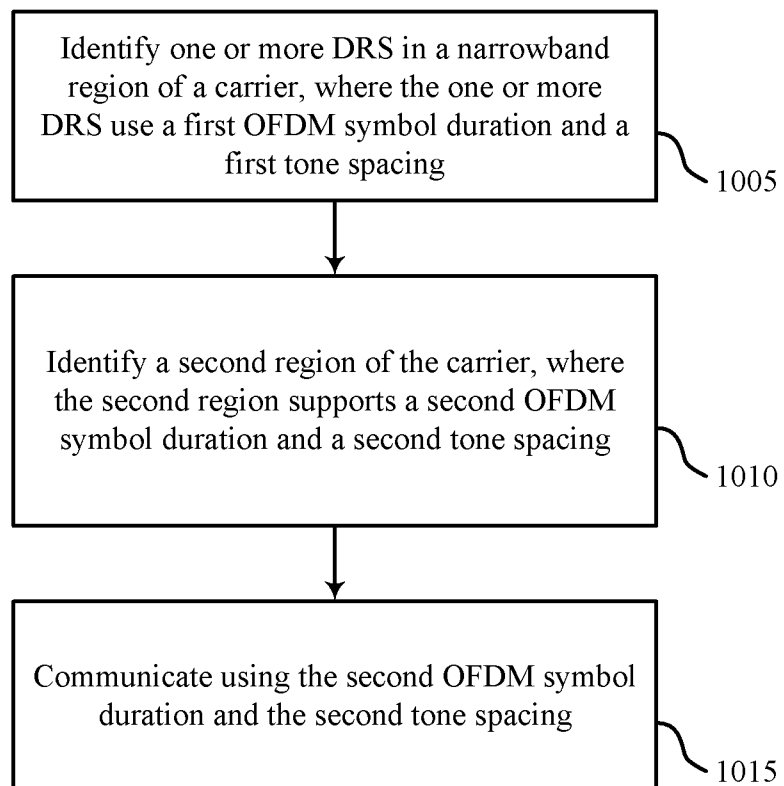 Identify one or more DRS in a narrowband
region of a carrier, where the one or more
DRS use a first OFDM symbol duration and a
first tone spacing
1005
Identify a second region of the carrier, where
the second region supports a second OFDM
symbol duration and a second tone spacing
1010
Communicate using the second OFDM symbol
duration and the second tone spacing
1015